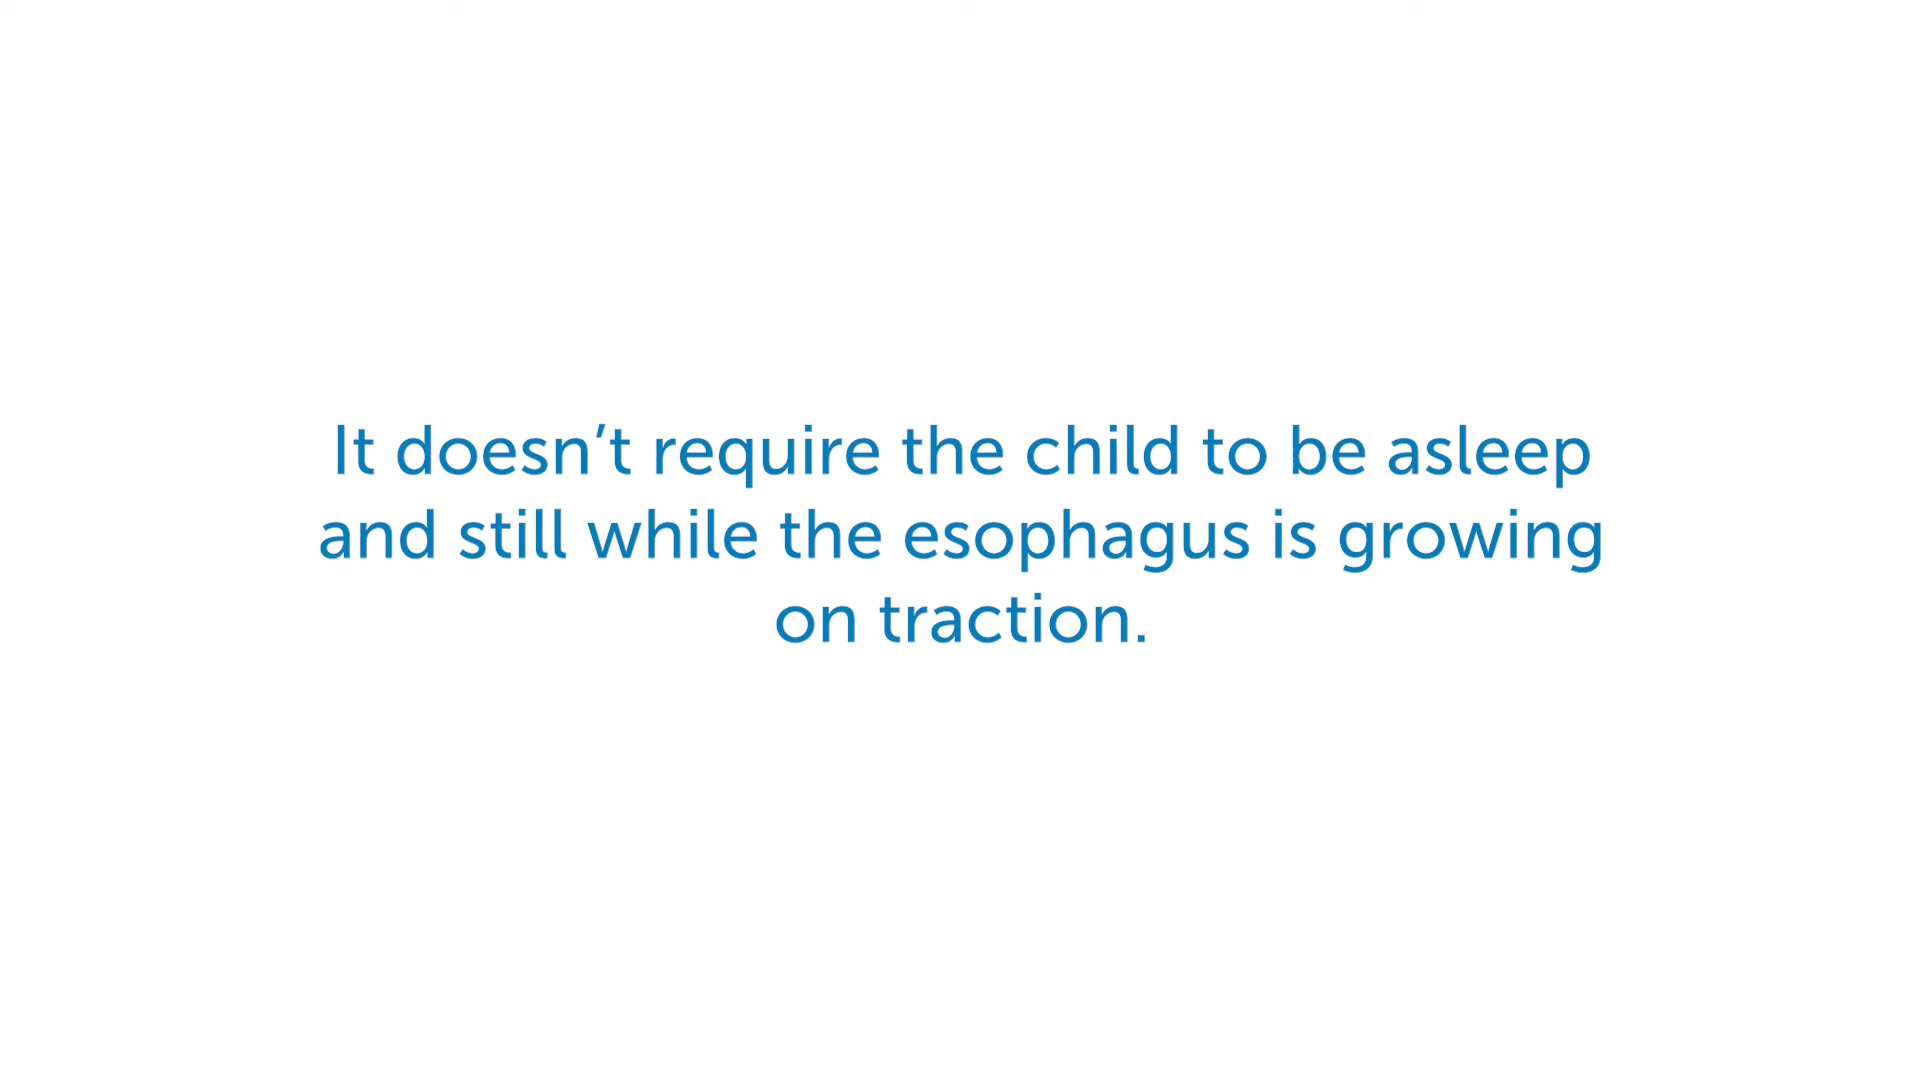 It doesn’t require the child to be asleep
and still while the esophagus is growing
on traction.